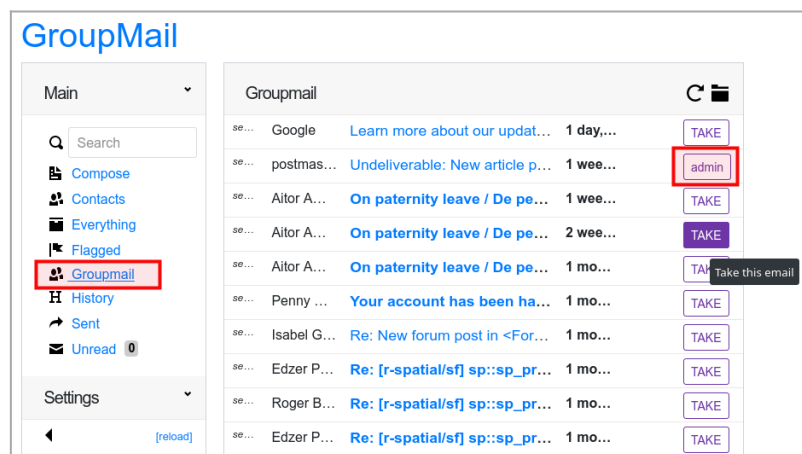 GroupMail
Main
Search
Compose
Contacts
Everything
Flagged
Groupmail
History
Sent
Unread 0
Settings
[reload]
Groupmail
se... Google Learn more about our updat... 1 day,... TAKE
se... postmas... Undeliverable: New article p... 1 wee... admin
se... Aitor A... On paternity leave / De pe... 1 wee... TAKE
se... Aitor A... On paternity leave / De pe... 2 wee... TAKE
se... Aitor A... On paternity leave / De pe... 1 mo... TAK
Take this email
se... Penny ... Your account has been ha... 1 mo... TAKE
se... Isabel G... Re: New forum post in <For... 1 mo... TAKE
se... Edzer P... Re: [r-spatial/sf] sp::sp_pr... 1 mo... TAKE
se... Roger B... Re: [r-spatial/sf] sp::sp_pr... 1 mo... TAKE
se... Edzer P... Re: [r-spatial/sf] sp::sp_pr... 1 mo... TAKE